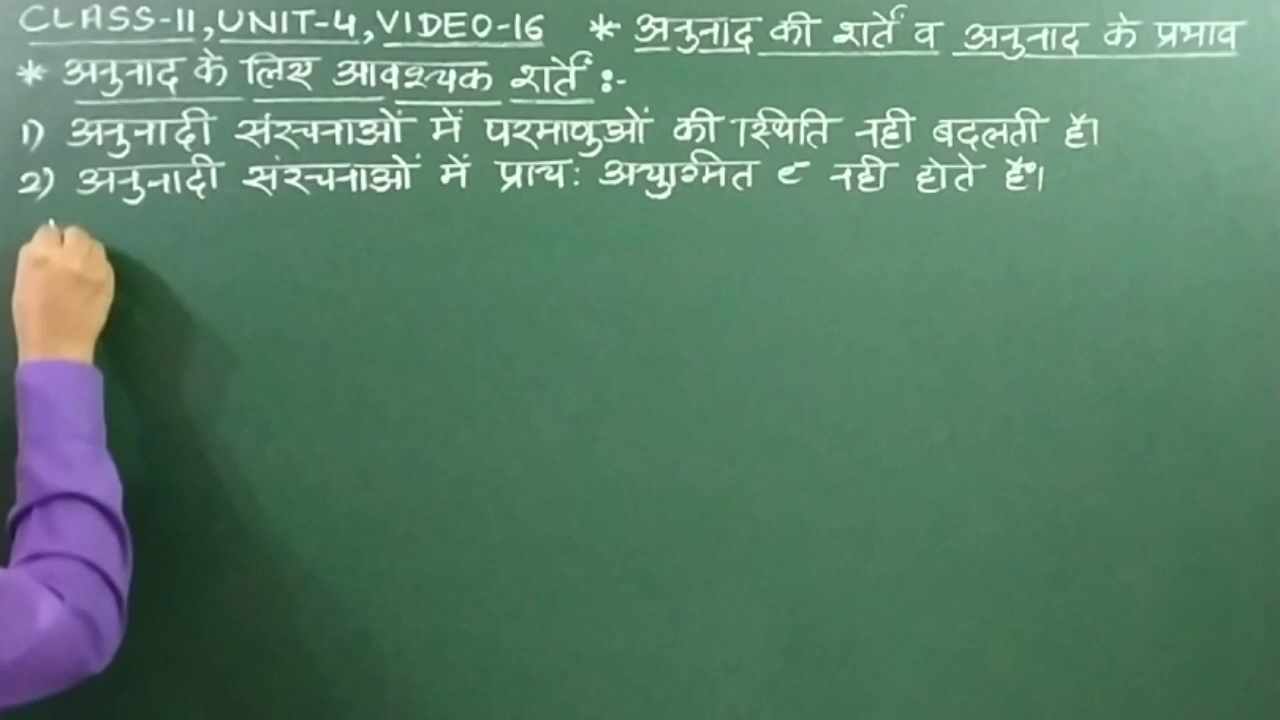 CLASS-11, UNIT-4, VIDEO-16 * अनुनाद की शर्तें व अनुनाद के प्रभाव
* अनुनाद के लिए आवश्यक शर्तें :-
1) अनुनादी संरचनाओं में परमाणुओं की स्थिति नही बदलती है।
2) अनुनादी संरचनाओं में प्रायः अयुग्मित e⁻ नही होते हैं।